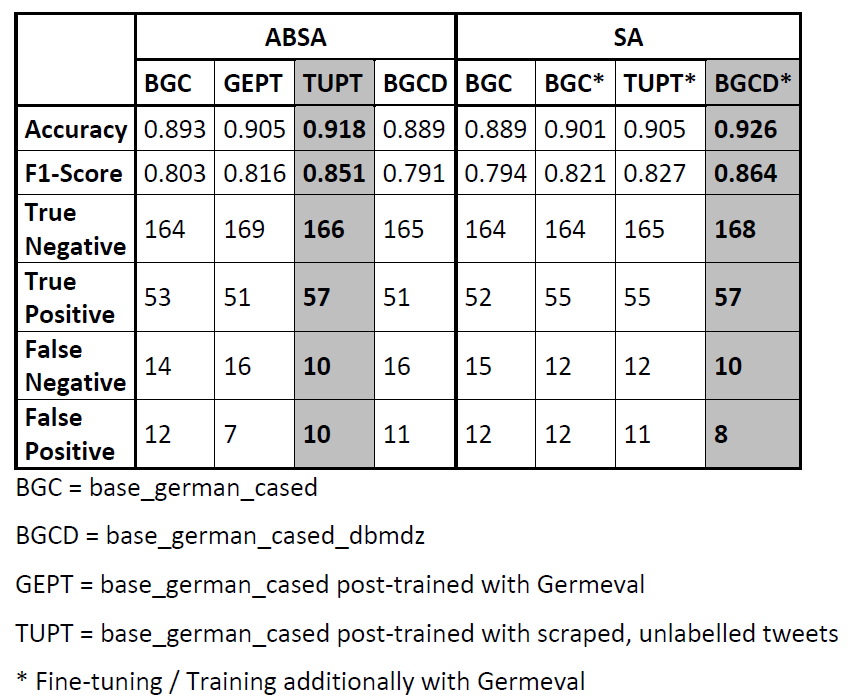 ABSA SA
BGC GEPT TUPT BGCD BGC BGC* TUPT* BGCD*
Accuracy 0.893 0.905 0.918 0.889 0.889 0.901 0.905 0.926
F1-Score 0.803 0.816 0.851 0.791 0.794 0.821 0.827 0.864
True
Negative 164 169 166 165 164 164 165 168
True
Positive 53 51 57 51 52 55 55 57
False
Negative 14 16 10 16 15 12 12 10
False
Positive 12 7 10 11 12 12 11 8
BGC = base_german_cased
BGCD = base_german_cased_dbmdz
GEPT = base_german_cased post-trained with Germeval
TUPT = base_german_cased post-trained with scraped, unlabelled tweets
* Fine-tuning / Training additionally with Germeval